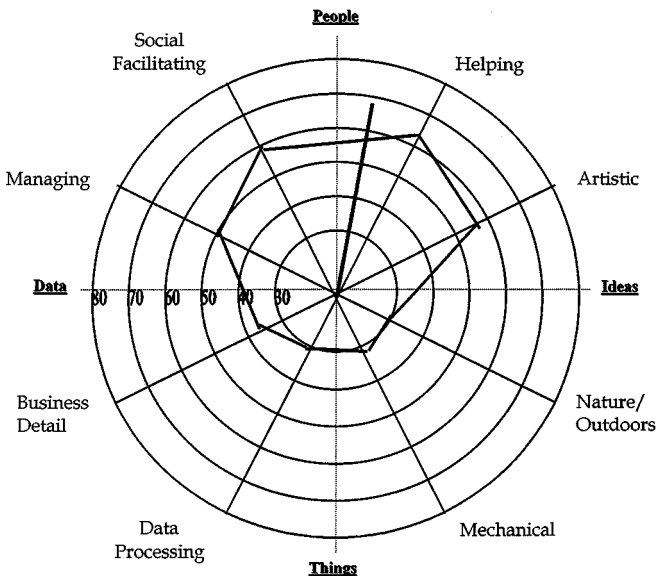 People
Social
Facilitating
Helping
Managing
Artistic
Data
80 70 60 50 40 30
Ideas
Business
Detail
Nature/
Outdoors
Data
Processing
Mechanical
Things